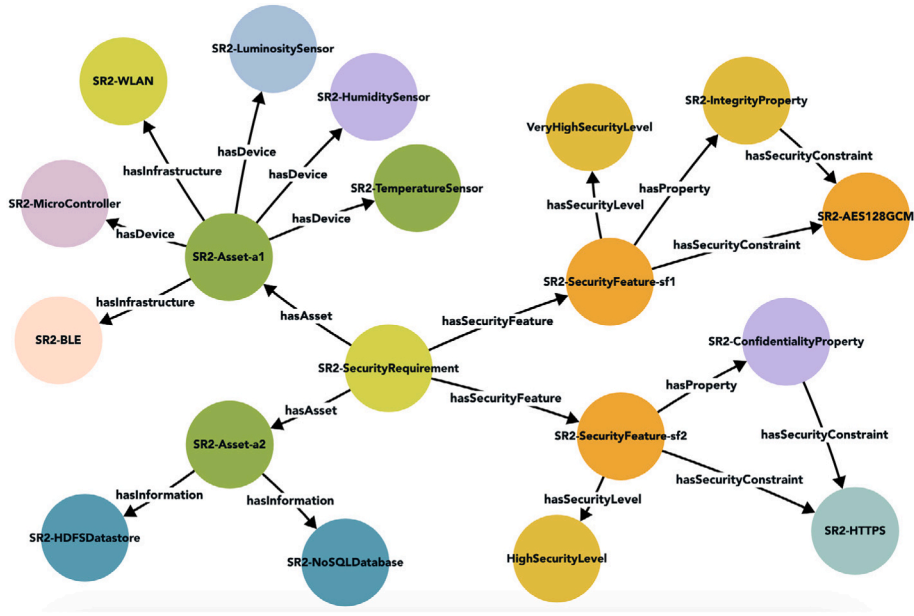 SR2-LuminositySensor
SR2-WLAN
SR2-HumiditySensor
SR2-IntegrityProperty
VeryHighSecurityLevel
hasDevice
hasSecurityConstraint
hasInfrastructure
hasDevice
SR2-TemperatureSensor
hasProperty
SR2-MicroController
hasSecurityLevel
SR2-AES128GCM
hasDevice
hasDevice
hasSecurityConstraint
SR2-Asset-a1
SR2-SecurityFeature-sf1
hasInfrastructure
hasAsset
hasSecurityFeature
SR2-BLE
SR2-ConfidentialityProperty
SR2-SecurityRequirement
hasProperty
hasSecurityFeature
hasAsset
SR2-Asset-a2
SR2-SecurityFeature-sf2
hasSecurityConstraint
hasSecurityConstraint
hasInformation
hasInformation
hasSecurityLevel
SR2-HTTPS
SR2-HDFSDatastore
SR2-NoSQLDatabase
HighSecurityLevel